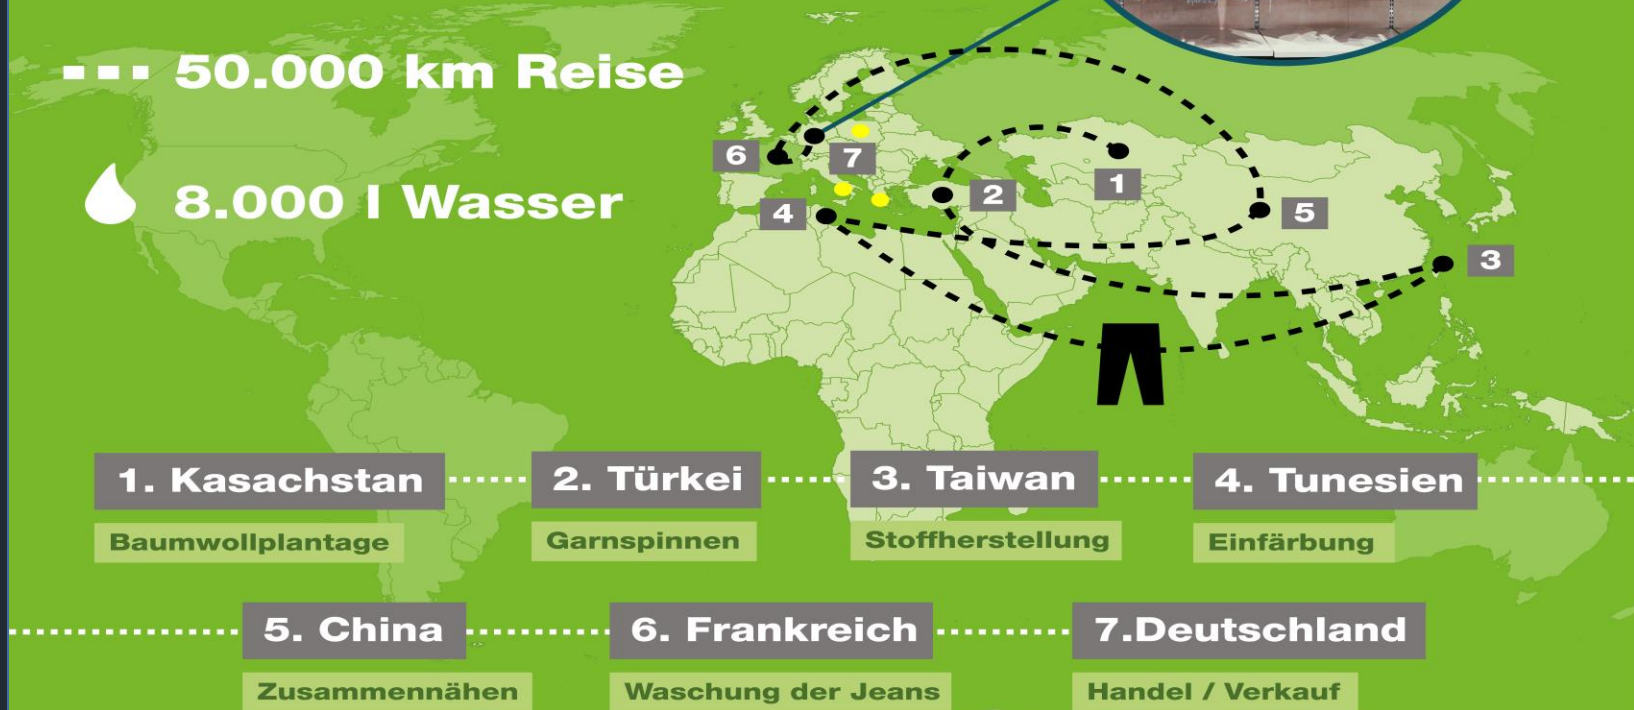 50.000 km Reise
8.000 l Wasser
6
7
1
2
4
5
3
1. Kasachstan
2. Türkei
3. Taiwan
4. Tunesien
Baumwollplantage
Garnspinnen
Stoffherstellung
Einfärbung
5. China
6. Frankreich
7.Deutschland
Zusammennähen
Waschung der Jeans
Handel / Verkauf